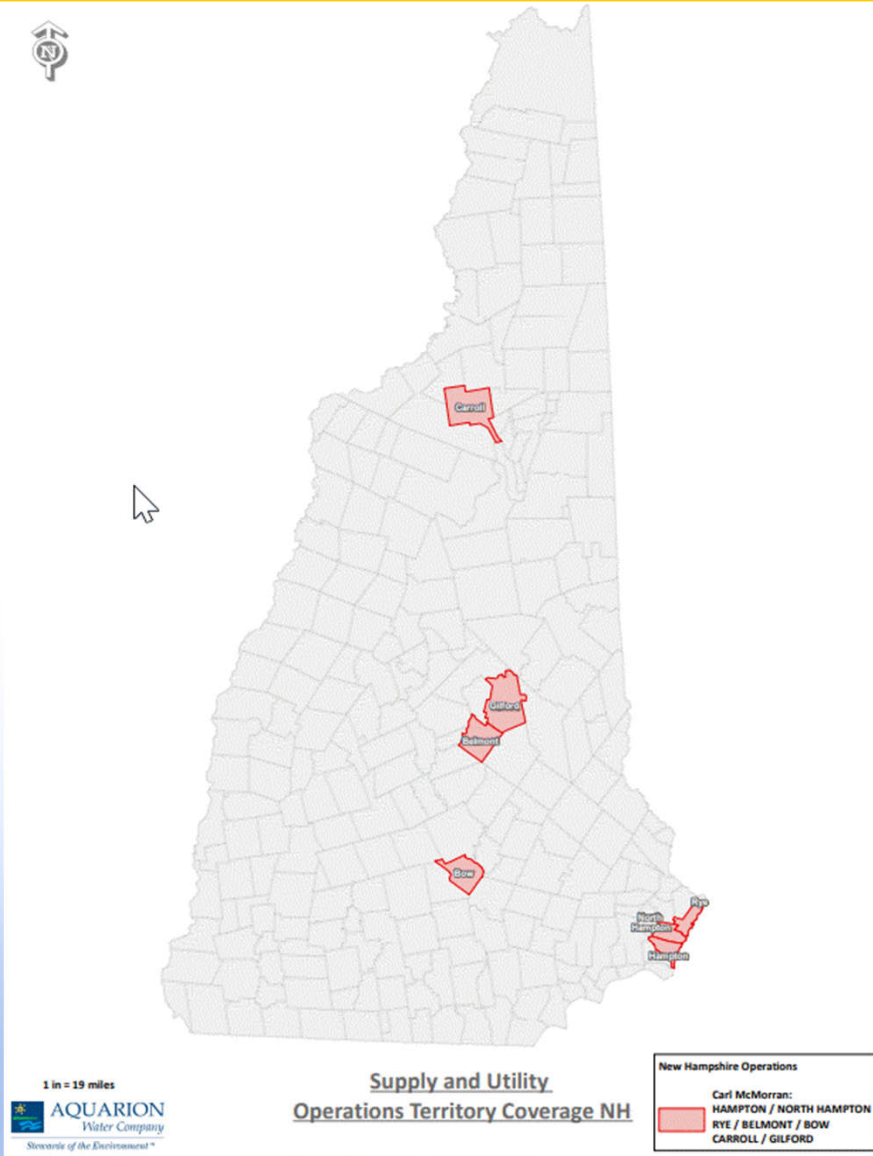 N
Carroll
Gilford
Belmont
Bow
Rye
North
Hampton
Hampton
1 in = 19 miles
AQUARION
Water Company
Stewards of the Environment™
Supply and Utility
Operations Territory Coverage NH
New Hampshire Operations
Carl McMorran:
HAMPTON / NORTH HAMPTON
RYE / BELMONT / BOW
CARROLL / GILFORD